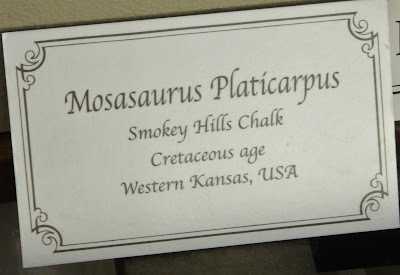 Mosasaurus Platicarpus
Smokey Hills Chalk
Cretaceous age
Western Kansas, USA